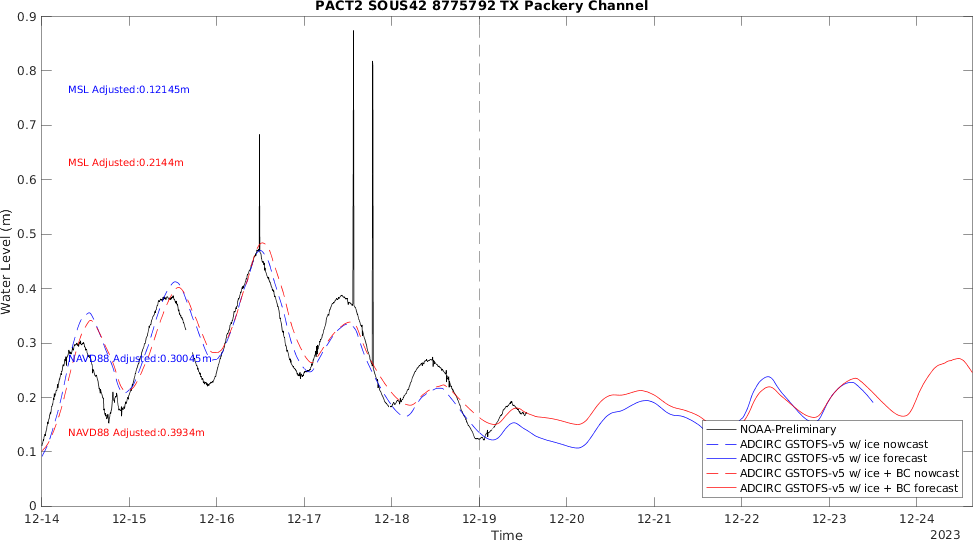 PACT2 SOUS42 8775792 TX Packery Channel
0.9
0.8
MSL Adjusted:0.12145m
0.7
MSL Adjusted:0.2144m
0.6
0.5
Water Level (m)
0.4
0.3
NAVD88 Adjusted:0.30045m
0.2
NAVD88 Adjusted:0.3934m
0.1
0
NOAA-Preliminary
ADCIRC GSTOFS-v5 w/ ice nowcast
ADCIRC GSTOFS-v5 w/ ice forecast
ADCIRC GSTOFS-v5 w/ ice + BC nowcast
ADCIRC GSTOFS-v5 w/ ice + BC forecast
12-14 12-15 12-16 12-17 12-18 12-19 12-20 12-21 12-22 12-23 12-24
Time
2023